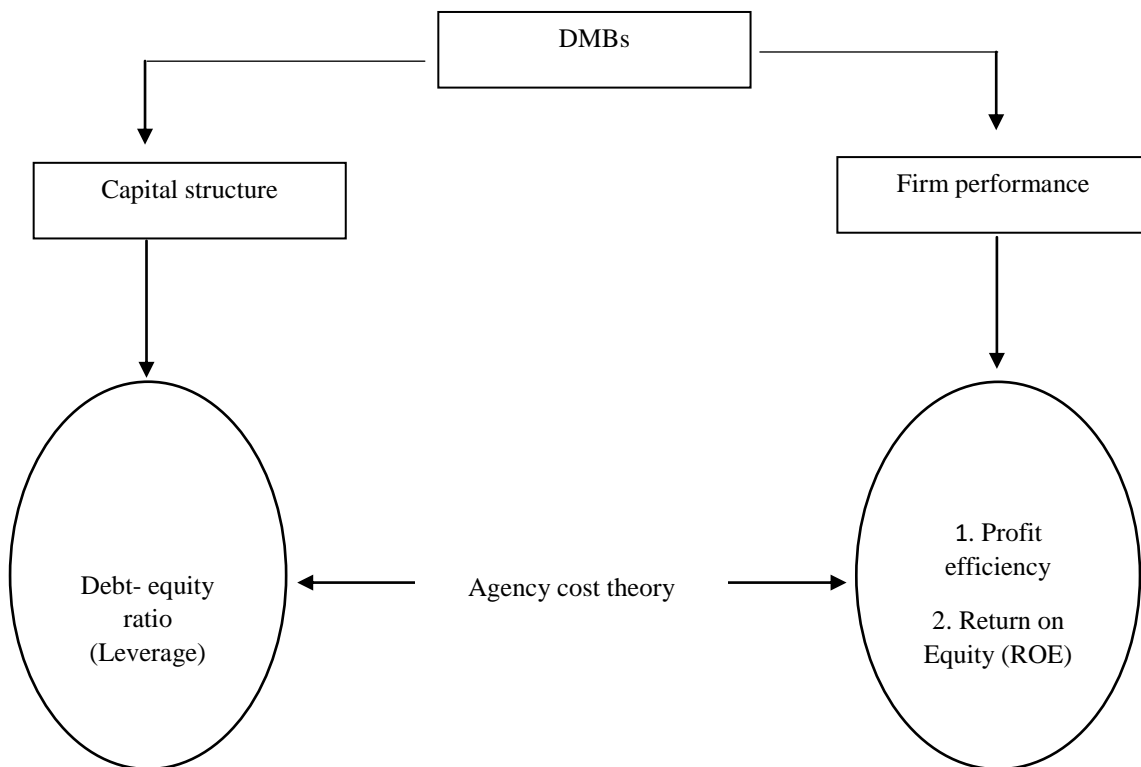 DMBs
Capital structure
Firm performance
Debt- equity
ratio
(Leverage)
Agency cost theory
1. Profit
efficiency
2. Return on
Equity (ROE)